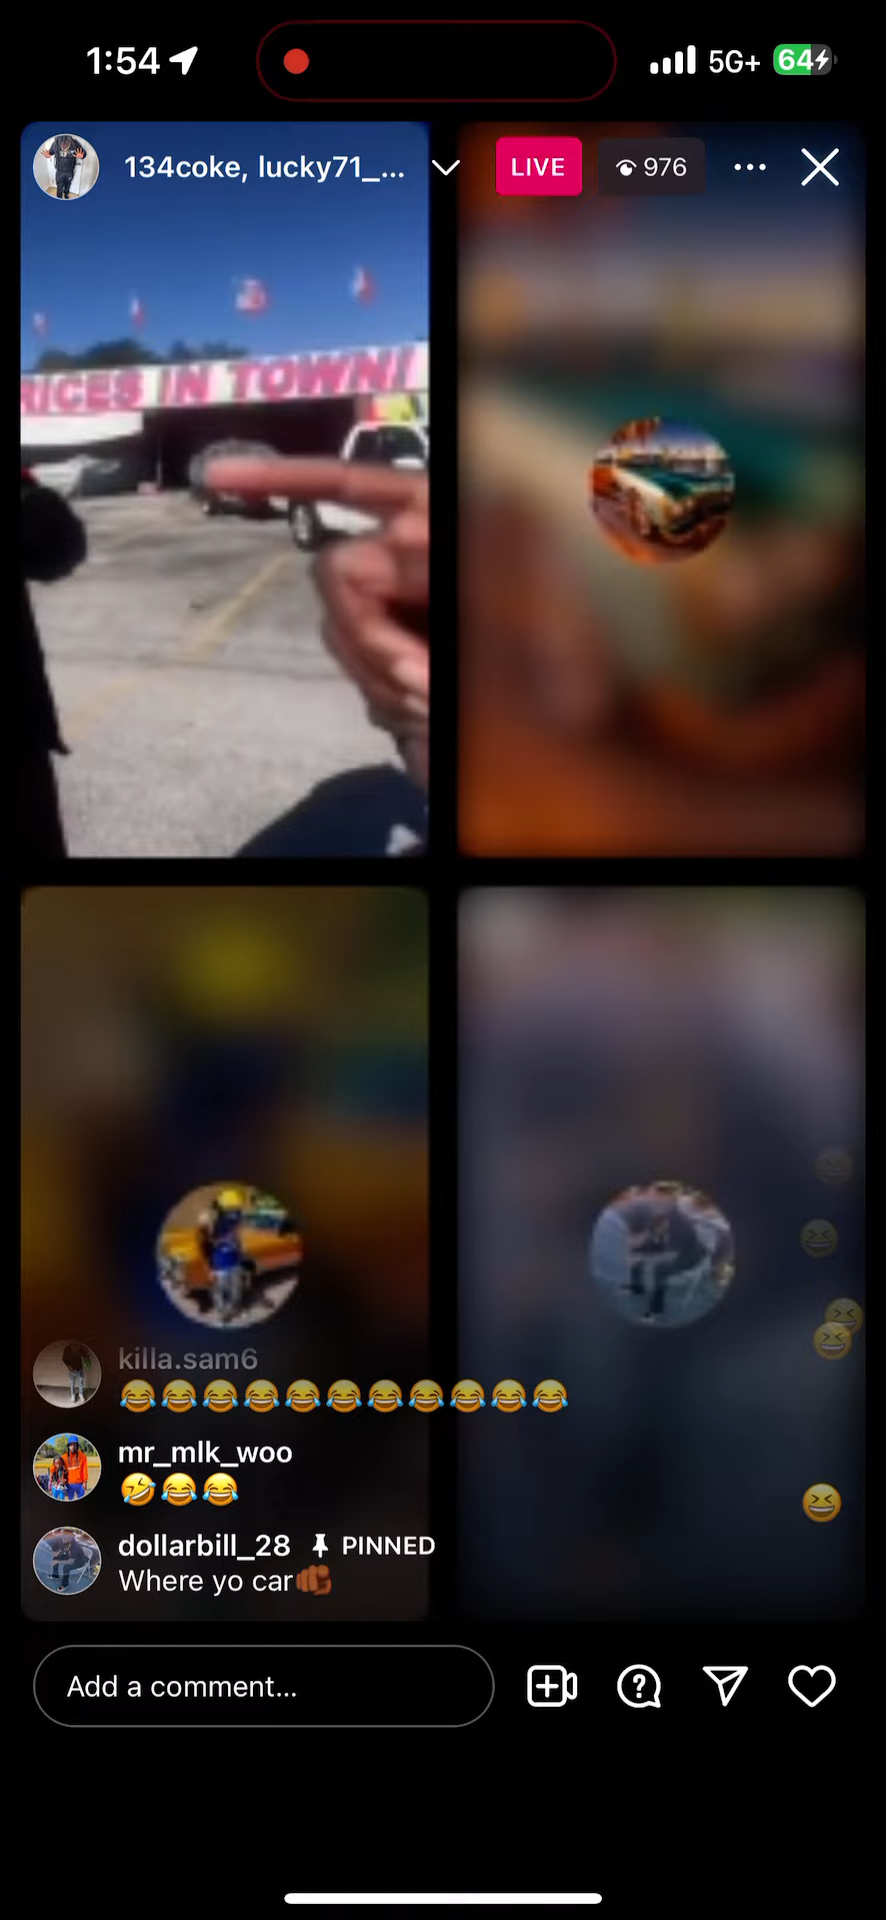 1:54 5G+ 64
134coke, lucky71_... LIVE 976
RICES IN TOWN!
killa.sam6
😂😂😂😂😂😂😂😂😂😂😂
mr_mlk_woo
🤣😂😂
dollarbill_28 PINNED
Where yo car🫵🏾
Add a comment...